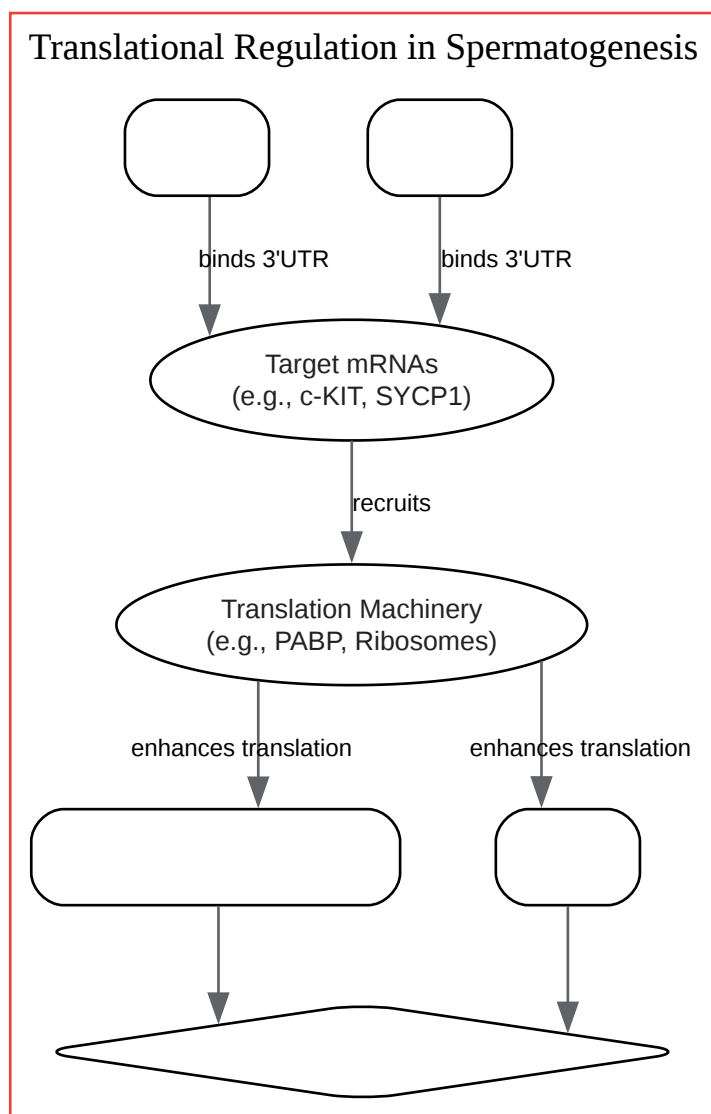 Translational Regulation in Spermatogenesis
binds 3'UTR
binds 3'UTR
Target mRNAs
(e.g., c-KIT, SYCP1)
recruits
Translation Machinery
(e.g., PABP, Ribosomes)
enhances translation
enhances translation